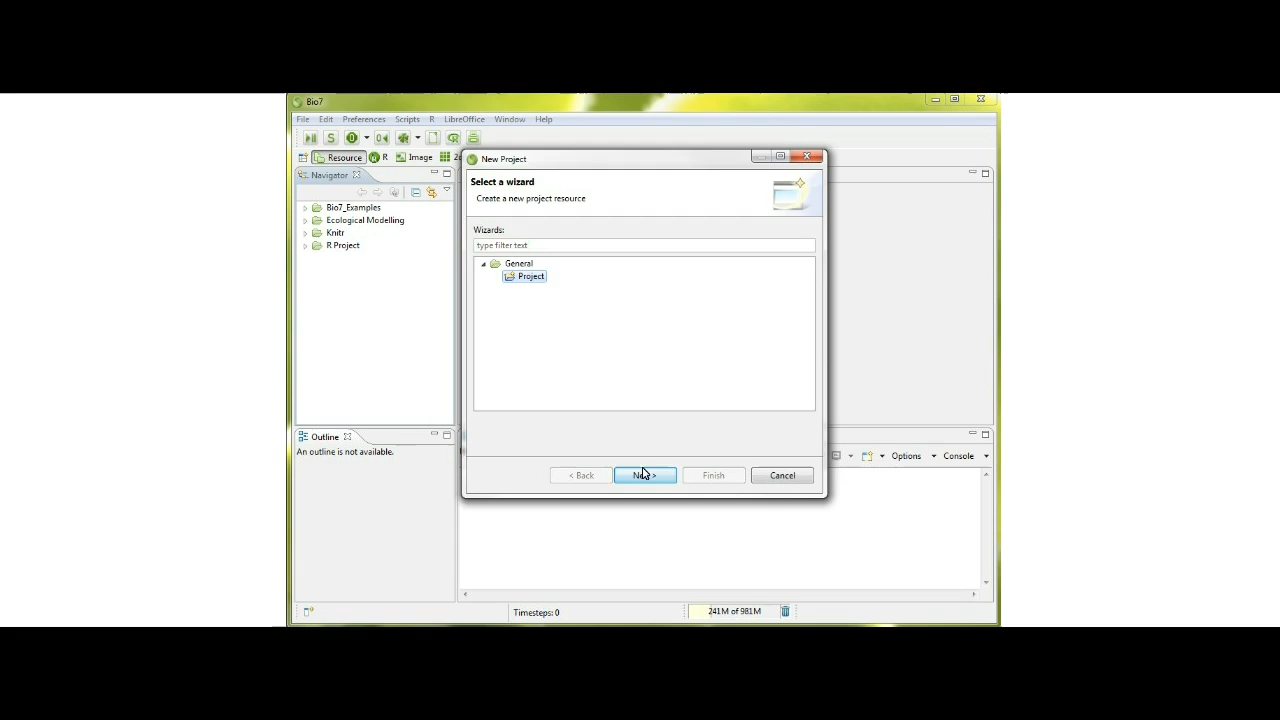 Bio7
File Edit Preferences Scripts R LibreOffice Window Help
Resource R Image
New Project
Navigator
Select a wizard
Create a new project resource
Bio7_Examples
Ecological Modelling
Knitr
R Project
Wizards:
type filter text
General
Project
Outline
An outline is not available.
Options Console
< Back
Finish
Cancel
Timesteps: 0
241M of 981M